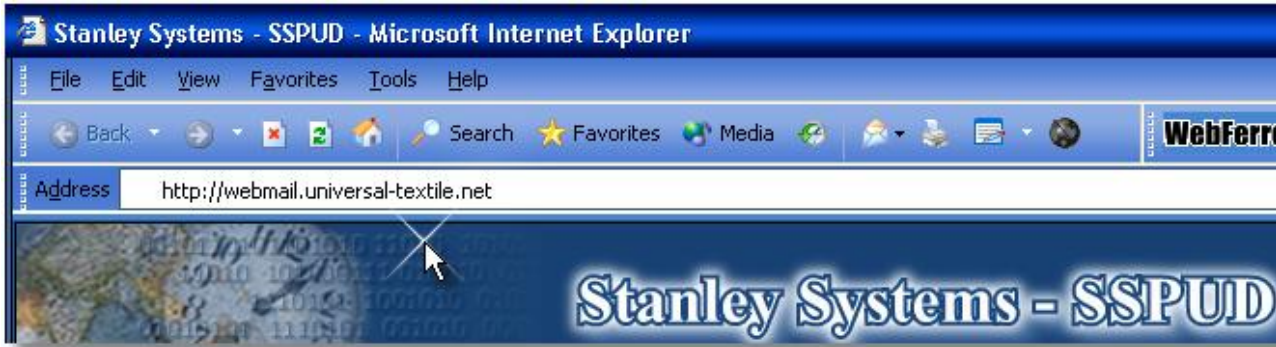 Stanley Systems - SSPUD - Microsoft Internet Explorer
File Edit View Favorites Tools Help
Back Search Favorites Media WebFerre
Address http://webmail.universal-textile.net
Stanley Systems - SSPUD